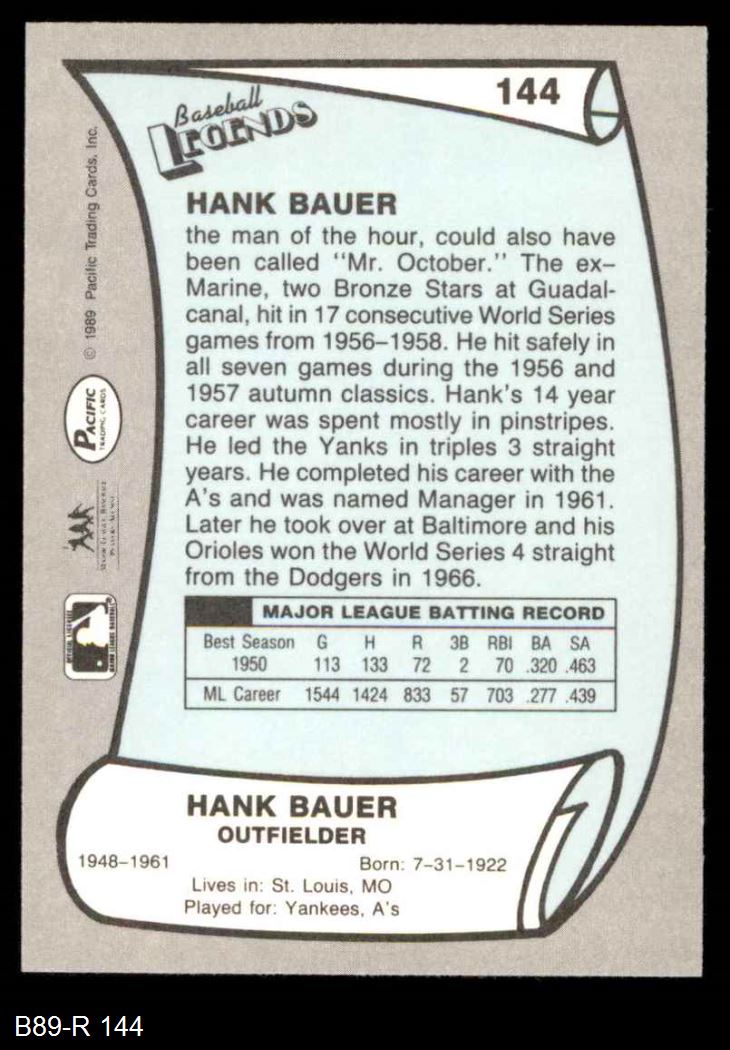 144
Baseball
LEGENDS
© 1989 Pacific Trading Cards, Inc.
PACIFIC
TRADING CARDS
HANK BAUER
the man of the hour, could also have
been called ‘‘Mr. October.’’ The ex–
Marine, two Bronze Stars at Guadal-
canal, hit in 17 consecutive World Series
games from 1956–1958. He hit safely in
all seven games during the 1956 and
1957 autumn classics. Hank's 14 year
career was spent mostly in pinstripes.
He led the Yanks in triples 3 straight
years. He completed his career with the
A's and was named Manager in 1961.
Later he took over at Baltimore and his
Orioles won the World Series 4 straight
from the Dodgers in 1966.
MAJOR LEAGUE BATTING RECORD
Best Season G H R 3B RBI BA SA
1950 113 133 72 2 70 .320 .463
ML Career 1544 1424 833 57 703 .277 .439
HANK BAUER
OUTFIELDER
1948–1961 Born: 7-31-1922
Lives in: St. Louis, MO
Played for: Yankees, A's
B89-R 144